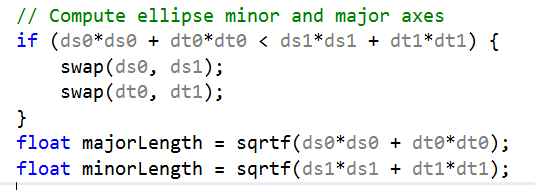 // Compute ellipse minor and major axes
if (ds0*ds0 + dt0*dt0 < ds1*ds1 + dt1*dt1) {
    swap(ds0, ds1);
    swap(dt0, dt1);
}
float majorLength = sqrtf(ds0*ds0 + dt0*dt0);
float minorLength = sqrtf(ds1*ds1 + dt1*dt1);